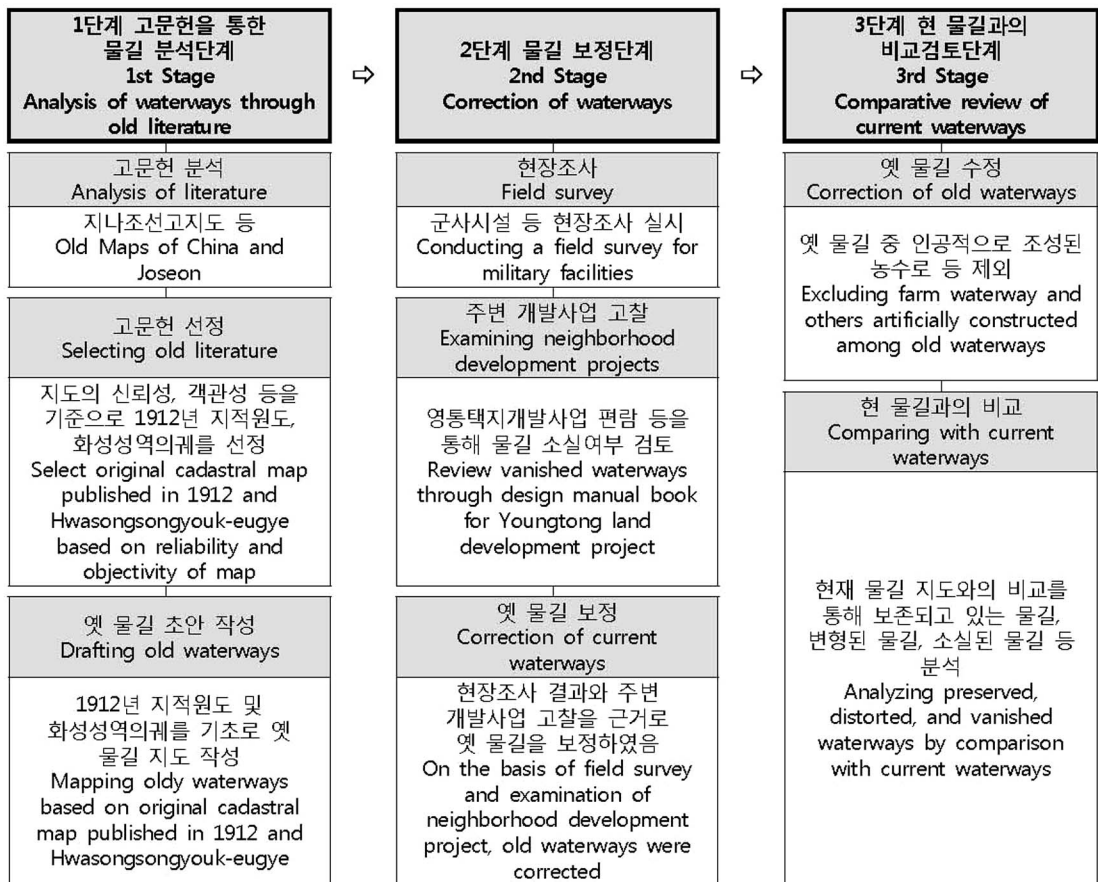 1단계 고문헌을 통한
물길 분석단계
1st Stage
Analysis of waterways through
old literature
⇨
2단계 물길 보정단계
2nd Stage
Correction of waterways
⇨
3단계 현 물길과의
비교검토단계
3rd Stage
Comparative review of
current waterways
고문헌 분석
Analysis of literature
지나조선고지도 등
Old Maps of China and
Joseon
고문헌 선정
Selecting old literature
지도의 신뢰성, 객관성 등을
기준으로 1912년 지적원도,
화성성역의궤를 선정
Select original cadastral map
published in 1912 and
Hwasongsongyouk-eugye
based on reliability and
objectivity of map
옛 물길 초안 작성
Drafting old waterways
1912년 지적원도 및
화성성역의궤를 기초로 옛
물길 지도 작성
Mapping oldy waterways
based on original cadastral
map published in 1912 and
Hwasongsongyouk-eugye
현장조사
Field survey
군사시설 등 현장조사 실시
Conducting a field survey for
military facilities
주변 개발사업 고찰
Examining neighborhood
development projects
영통택지개발사업 편람 등을
통해 물길 소실여부 검토
Review vanished waterways
through design manual book
for Youngtong land
development project
옛 물길 보정
Correction of current
waterways
현장조사 결과와 주변
개발사업 고찰을 근거로
옛 물길을 보정하였음
On the basis of field survey
and examination of
neighborhood development
project, old waterways were
corrected
옛 물길 수정
Correction of old waterways
옛 물길 중 인공적으로 조성된
농수로 등 제외
Excluding farm waterway and
others artificially constructed
among old waterways
현 물길과의 비교
Comparing with current
waterways
현재 물길 지도와의 비교를
통해 보존되고 있는 물길,
변형된 물길, 소실된 물길 등
분석
Analyzing preserved,
distorted, and vanished
waterways by comparison
with current waterways